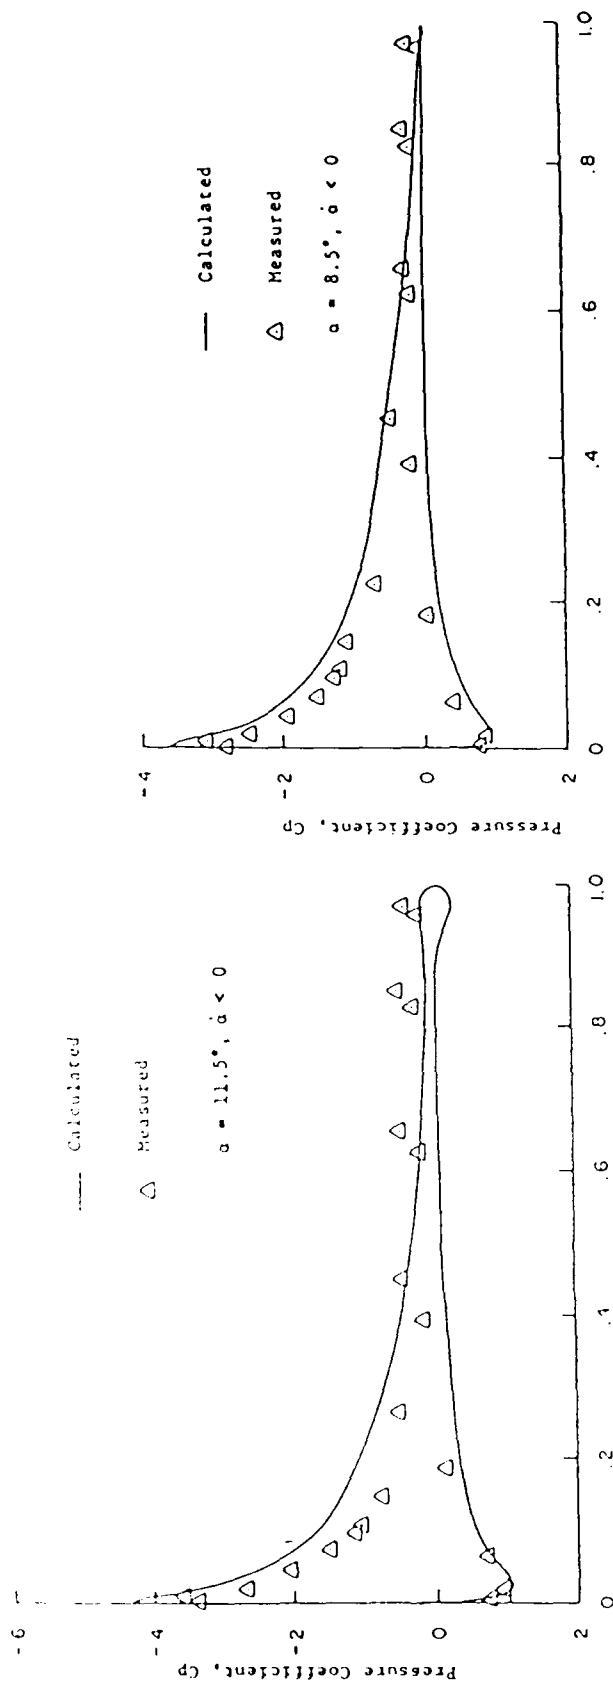 Calculated
Measured
α = 11.5°, α̇ < 0
-6
-4
-2
0
2
Pressure Coefficient, Cp
0
.2
.4
.6
.8
1.0
Calculated
Measured
α = 8.5°, α̇ < 0
-4
-2
0
2
Pressure Coefficient, Cp
0
.2
.4
.6
.8
1.0